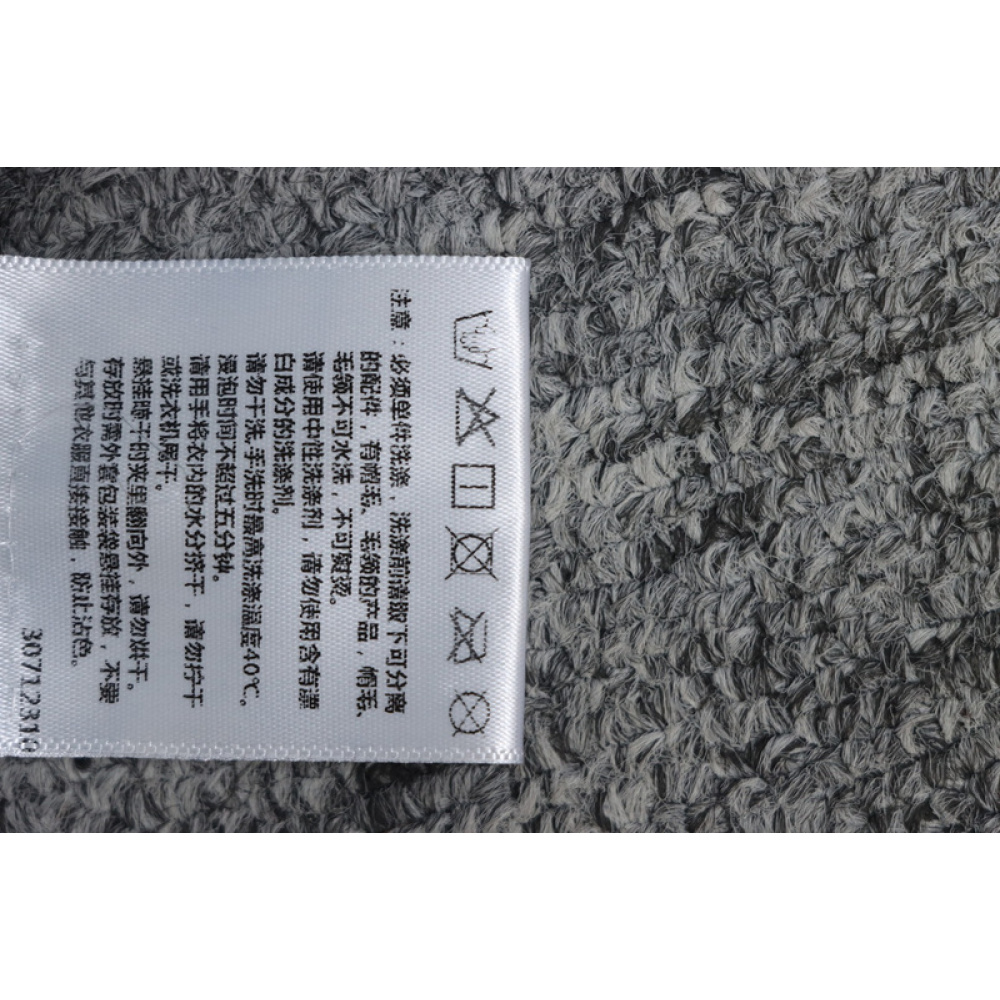 注意：必须单件洗涤，洗涤前请取下可分离
的配件，有帽毛、毛领的产品，帽毛、
毛领不可水洗，不可熨烫。
请使用中性洗涤剂，请勿使用含有漂
白成分的洗涤剂。
请勿干洗,手洗时最高洗涤温度40℃。
浸泡时间不超过五分钟。
请用手将衣内的水分挤干，请勿拧干
或洗衣机甩干。
悬挂晾干时夹里翻向外，请勿烘干。
存放时需外套包装袋悬挂存放，不要
与其他衣服直接接触，防止沾色。
30712310